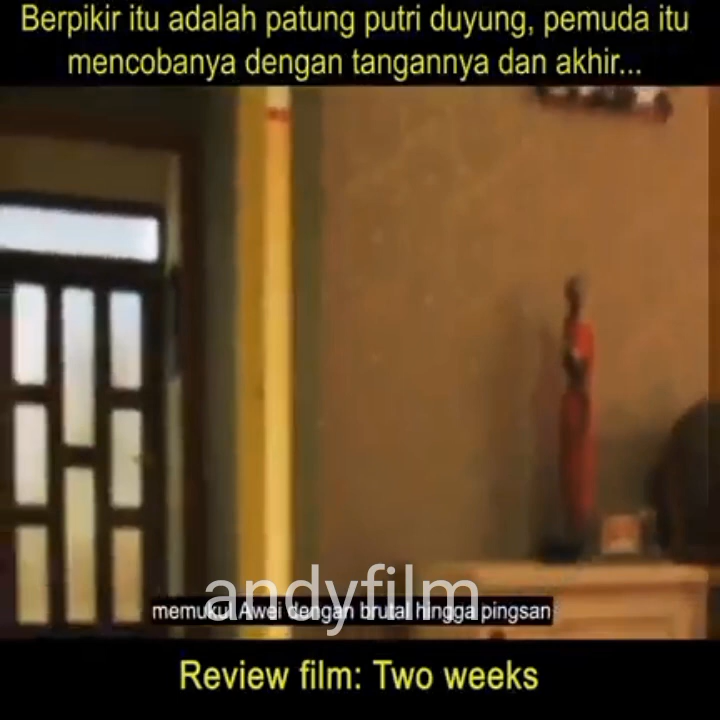 Berpikir itu adalah patung putri duyung, pemuda itu
mencobanya dengan tangannya dan akhir...
andyfilm
memukul Awei dengan brutal hingga pingsan
Review film: Two weeks